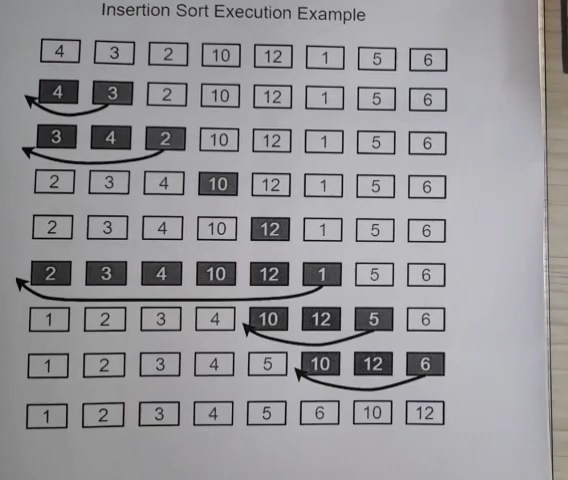 Insertion Sort Execution Example
4 3 2 10 12 1 5 6
4 3 2 10 12 1 5 6
3 4 2 10 12 1 5 6
2 3 4 10 12 1 5 6
2 3 4 10 12 1 5 6
2 3 4 10 12 1 5 6
1 2 3 4 10 12 5 6
1 2 3 4 5 10 12 6
1 2 3 4 5 6 10 12